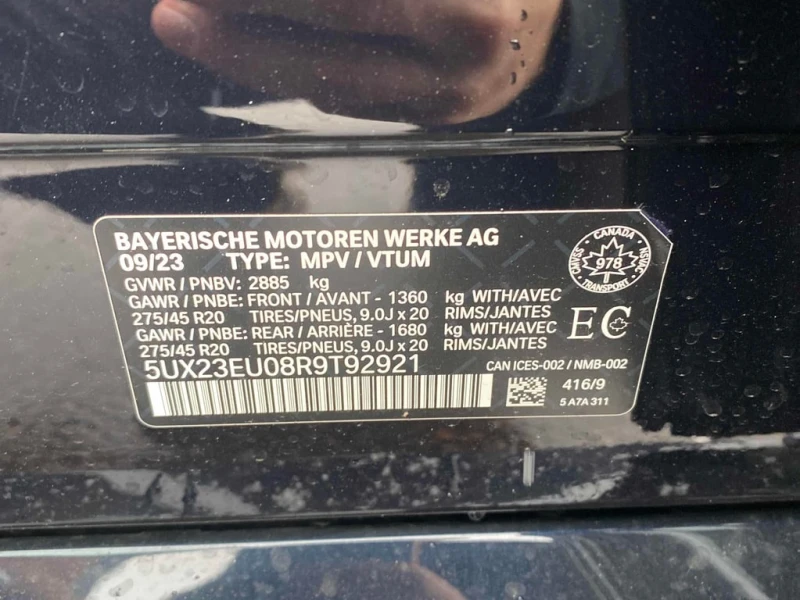 BAYERISCHE MOTOREN WERKE AG
09/23 TYPE: MPV / VTUM
GVWR / PNBV: 2885 kg
GAWR / PNBE: FRONT / AVANT - 1360 kg WITH/AVEC
275/45 R20 TIRES/PNEUS, 9.0J x 20 RIMS/JANTES
GAWR / PNBE: REAR / ARRIÈRE - 1680 kg WITH/AVEC
275/45 R20 TIRES/PNEUS, 9.0J x 20 RIMS/JANTES
5UX23EU08R9T92921
CANADA
CMVSS 978 NSVAC
TRANSPORT
EC
CAN ICES-002 / NMB-002
416/9
5 A7A 311